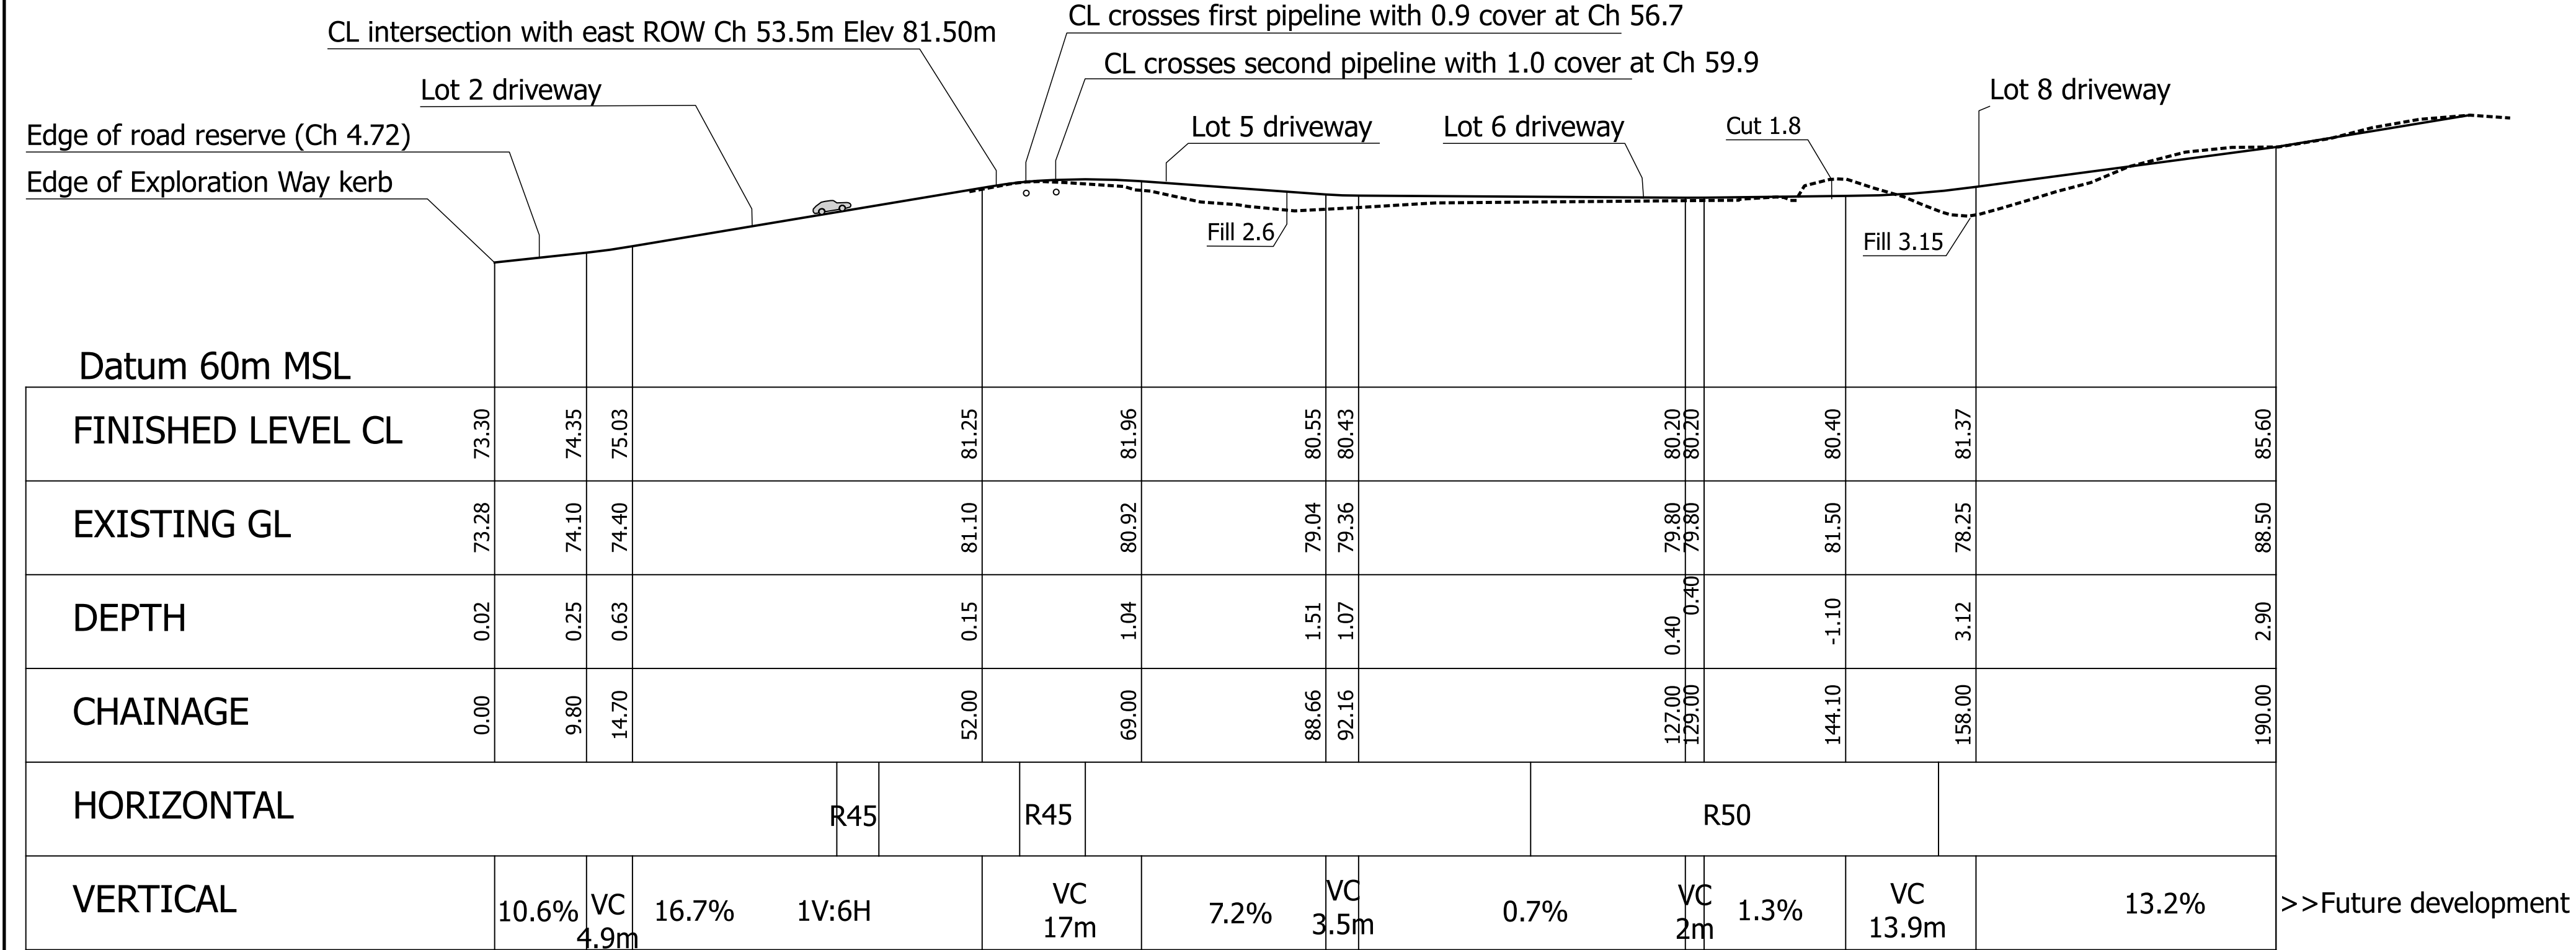 CL crosses first pipeline with 0.9 cover at Ch 56.7
CL intersection with east ROW Ch 53.5m Elev 81.50m
CL crosses second pipeline with 1.0 cover at Ch 59.9
Lot 2 driveway
Lot 8 driveway
Edge of road reserve (Ch 4.72)
Lot 5 driveway
Lot 6 driveway
Cut 1.8
Edge of Exploration Way kerb
Fill 2.6
Fill 3.15
Datum 60m MSL
FINISHED LEVEL CL 73.30 74.35 75.03 81.25 81.96 80.55 80.43 80.20 80.20 80.40 81.37 85.60
EXISTING GL 73.28 74.10 74.40 81.10 80.92 79.04 79.36 79.80 79.80 81.50 78.25 88.50
DEPTH 0.02 0.25 0.63 0.15 1.04 1.51 1.07 0.40 0.40 -1.10 3.12 2.90
CHAINAGE 0.00 9.80 14.70 52.00 69.00 88.66 92.16 127.00 129.00 144.10 158.00 190.00
HORIZONTAL R45 R45 R50
VERTICAL
10.6%
VC
4.9m
16.7%
1V:6H
VC
17m
7.2%
VC
3.5m
0.7%
VC
2m
1.3%
VC
13.9m
13.2%
>>Future development